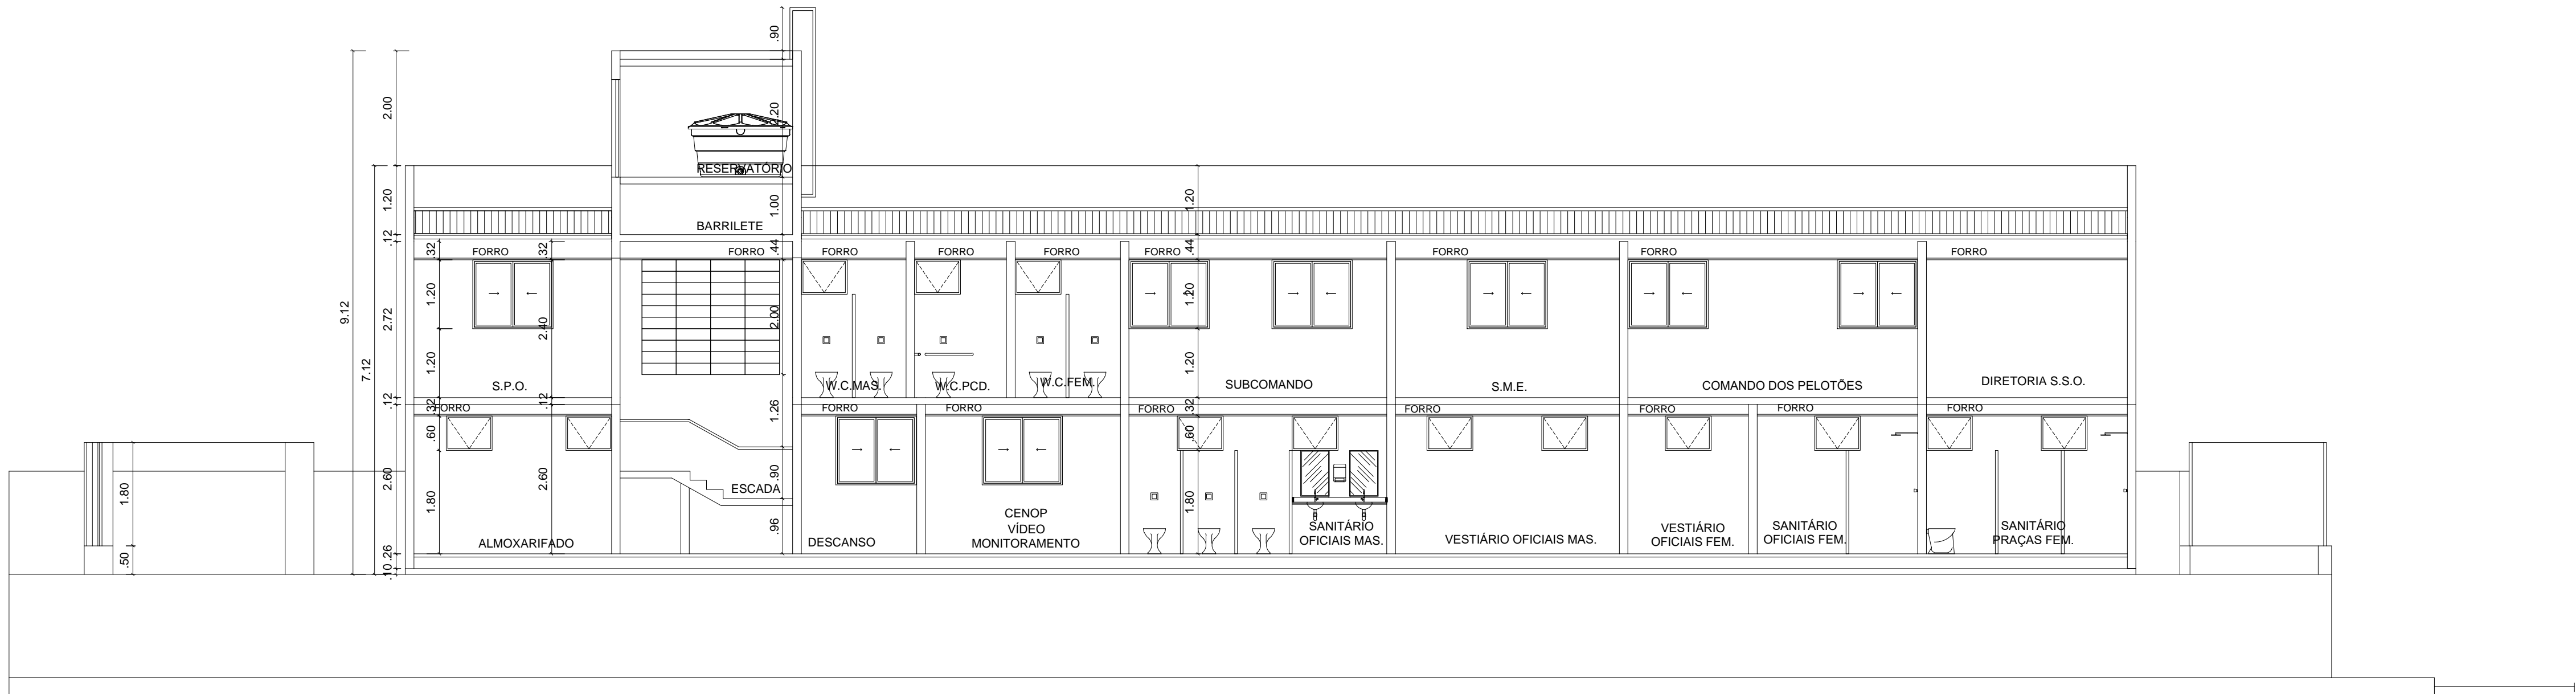 .90
2.00
2.20
RESERVATÓRIO
9.12
7.12
1.20
1.00
1.20
BARRILETE
.12
.32
.32
.44
.44
FORRO
FORRO
FORRO
FORRO
FORRO
FORRO
FORRO
FORRO
FORRO
2.72
1.20
2.40
2.00
1.20
1.20
1.20
S.P.O.
W.C.MAS.
W.C.PCD.
W.C.FEM.
SUBCOMANDO
S.M.E.
COMANDO DOS PELOTÕES
DIRETORIA S.S.O.
.12
.32
.12
.32
FORRO
FORRO
FORRO
FORRO
FORRO
FORRO
FORRO
FORRO
1.26
.60
.60
1.80
2.60
2.60
.90
ESCADA
1.80
1.80
.96
.50
.26
.10
ALMOXARIFADO
DESCANSO
CENOP
VÍDEO
MONITORAMENTO
SANITÁRIO
OFICIAIS MAS.
VESTIÁRIO OFICIAIS MAS.
VESTIÁRIO
OFICIAIS FEM.
SANITÁRIO
OFICIAIS FEM.
SANITÁRIO
PRAÇAS FEM.